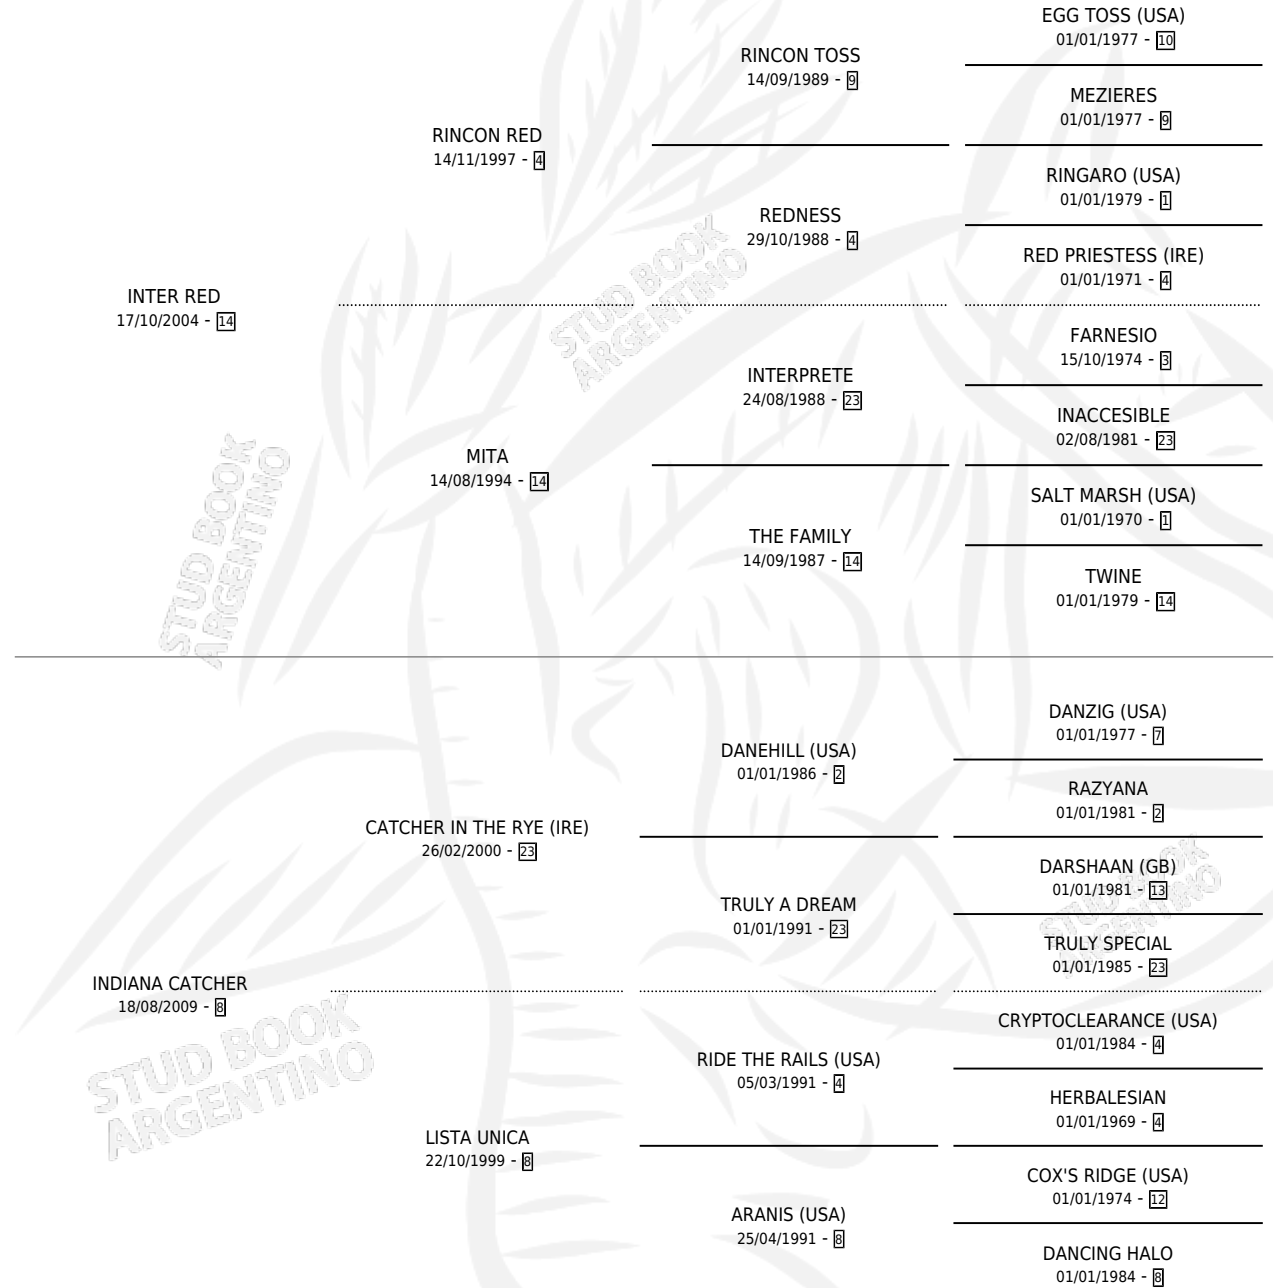 EGG TOSS (USA)
01/01/1977 - 10
RINCON TOSS
14/09/1989 - 9
MEZIERES
01/01/1977 - 9
RINCON RED
14/11/1997 - 4
RINGARO (USA)
01/01/1979 - 1
REDNESS
29/10/1988 - 4
RED PRIESTESS (IRE)
01/01/1971 - 4
INTER RED
17/10/2004 - 14
FARNESIO
15/10/1974 - 3
INTERPRETE
24/08/1988 - 23
INACCESIBLE
02/08/1981 - 23
MITA
14/08/1994 - 14
SALT MARSH (USA)
01/01/1970 - 1
THE FAMILY
14/09/1987 - 14
TWINE
01/01/1979 - 14
DANZIG (USA)
01/01/1977 - 7
DANEHILL (USA)
01/01/1986 - 2
RAZYANA
01/01/1981 - 2
CATCHER IN THE RYE (IRE)
26/02/2000 - 23
DARSHAAN (GB)
01/01/1981 - 13
TRULY A DREAM
01/01/1991 - 23
TRULY SPECIAL
01/01/1985 - 23
INDIANA CATCHER
18/08/2009 - 8
CRYPTOCLEARANCE (USA)
01/01/1984 - 4
RIDE THE RAILS (USA)
05/03/1991 - 4
HERBALESIAN
01/01/1969 - 4
LISTA UNICA
22/10/1999 - 8
COX'S RIDGE (USA)
01/01/1974 - 12
ARANIS (USA)
25/04/1991 - 8
DANCING HALO
01/01/1984 - 8
STUD BOOK
ARGENTINO
STUD BOOK
ARGENTINO
STUD BOOK
ARGENTINO
STUD BOOK
ARGENTINO